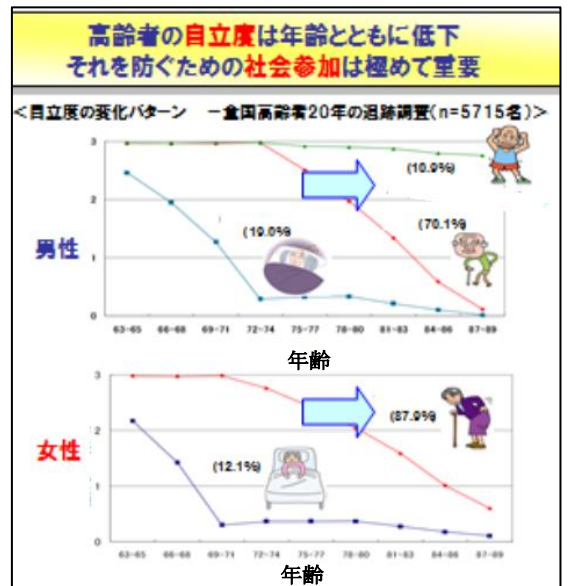 高齢者の自立度は年齢とともに低下
それを防ぐための社会参加は極めて重要
<自立度の変化パターン －全国高齢者20年の追跡調査(n=5715名)>
男性
3
2
1
0
(10.9%)
(19.0%)
(70.1%)
63-65 66-68 69-71 72-74 75-77 78-80 81-83 84-86 87-89
年齢
女性
3
2
1
0
(87.9%)
(12.1%)
63-65 66-68 69-71 72-74 75-77 78-80 81-83 84-86 87-89
年齢